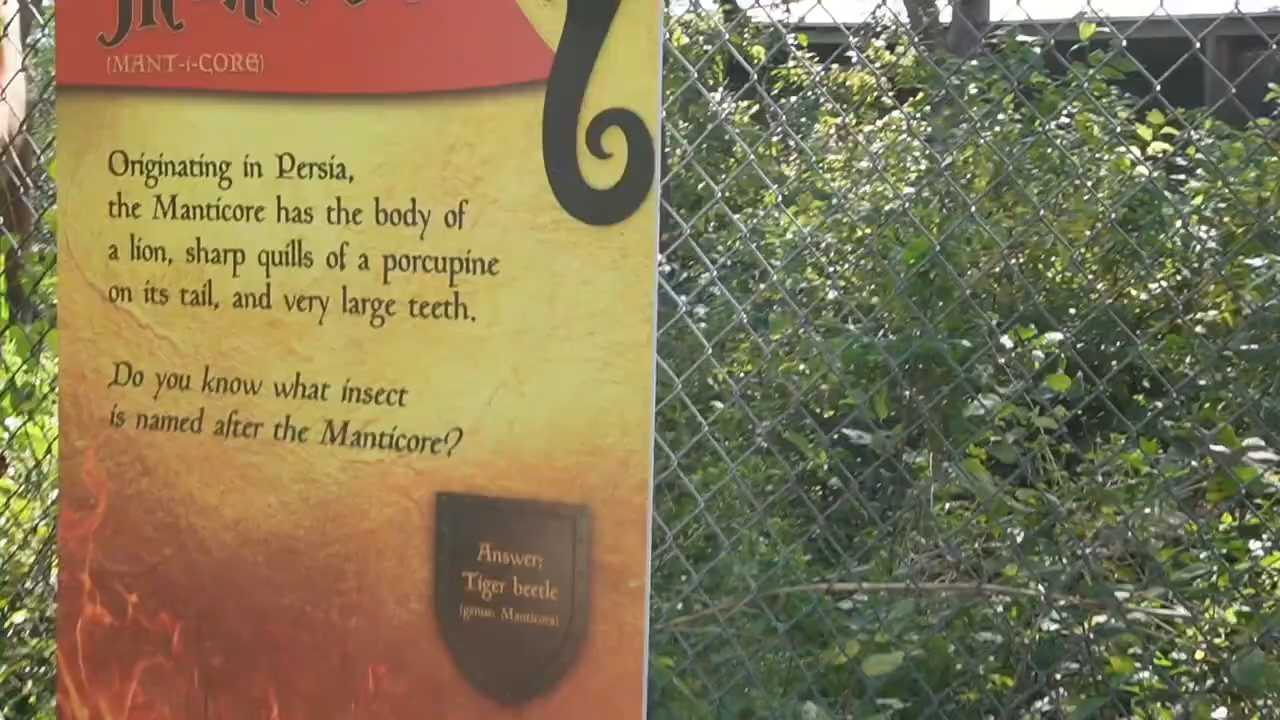 (MANT-i-CORE)
Originating in Persia,
the Manticore has the body of
a lion, sharp quills of a porcupine
on its tail, and very large teeth.
Do you know what insect
is named after the Manticore?
Answer:
Tiger beetle
(genus: Manticora)